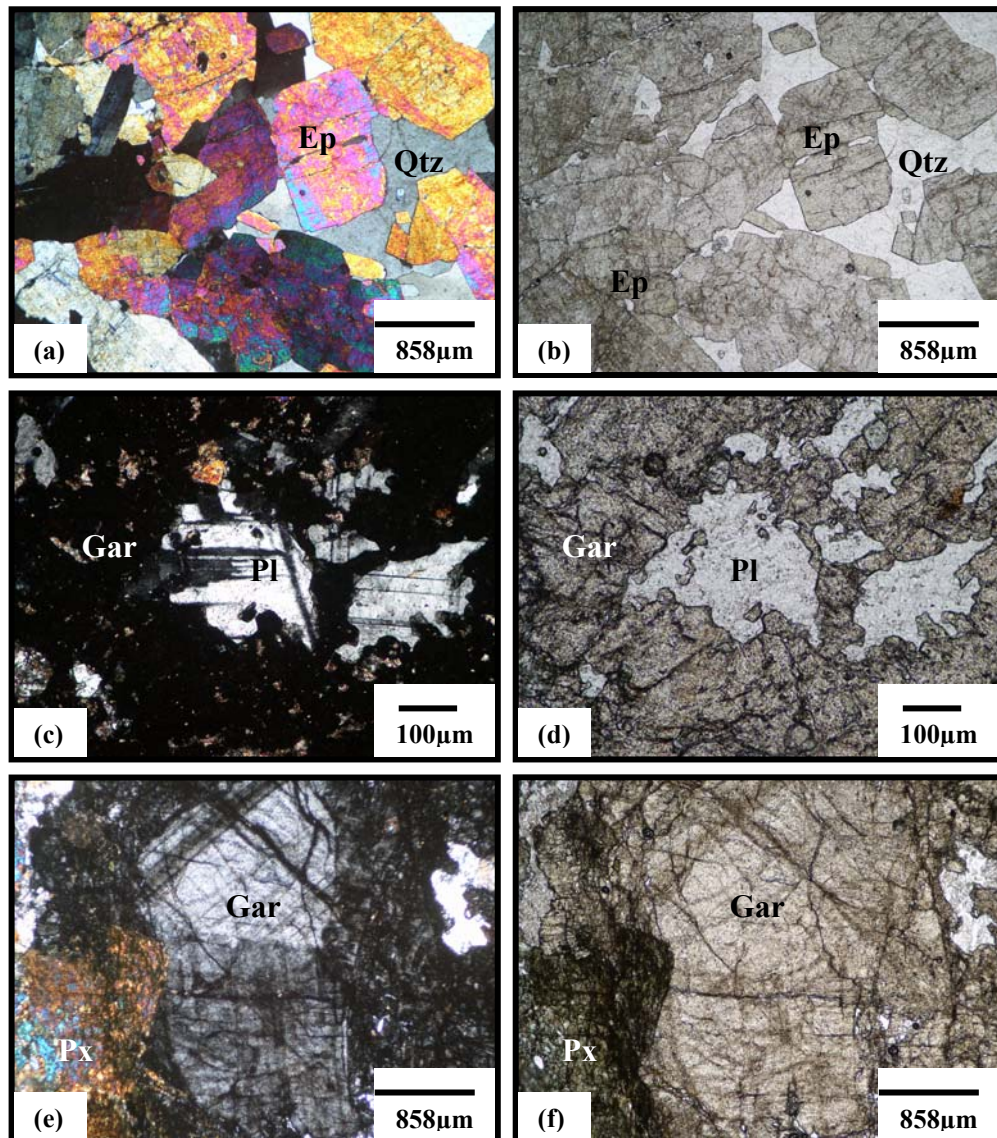 Ep
Qtz
(a)
858µm
Ep
Qtz
Ep
(b)
858µm
Gar
Pl
(c)
100µm
Gar
Pl
(d)
100µm
Gar
Px
(e)
858µm
Gar
Px
(f)
858µm